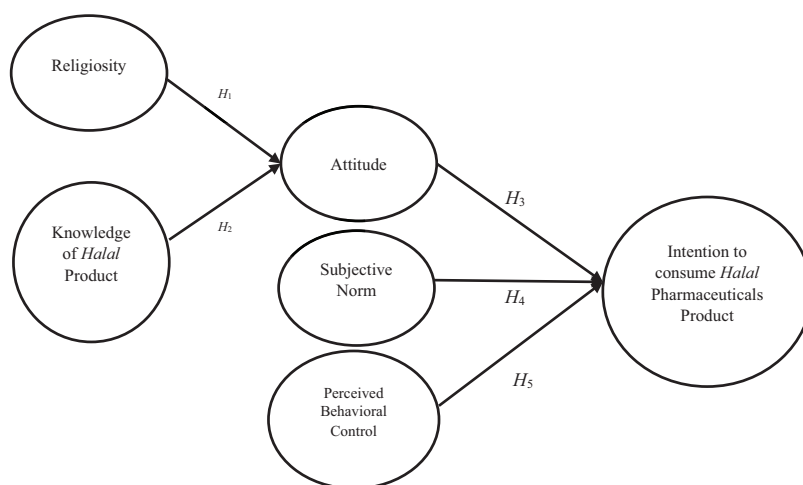 Religiosity
H1
Attitude
H3
Knowledge
of Halal
Product
H2
Subjective
Norm
H4
Intention to
consume Halal
Pharmaceuticals
Product
Perceived
Behavioral
Control
H5